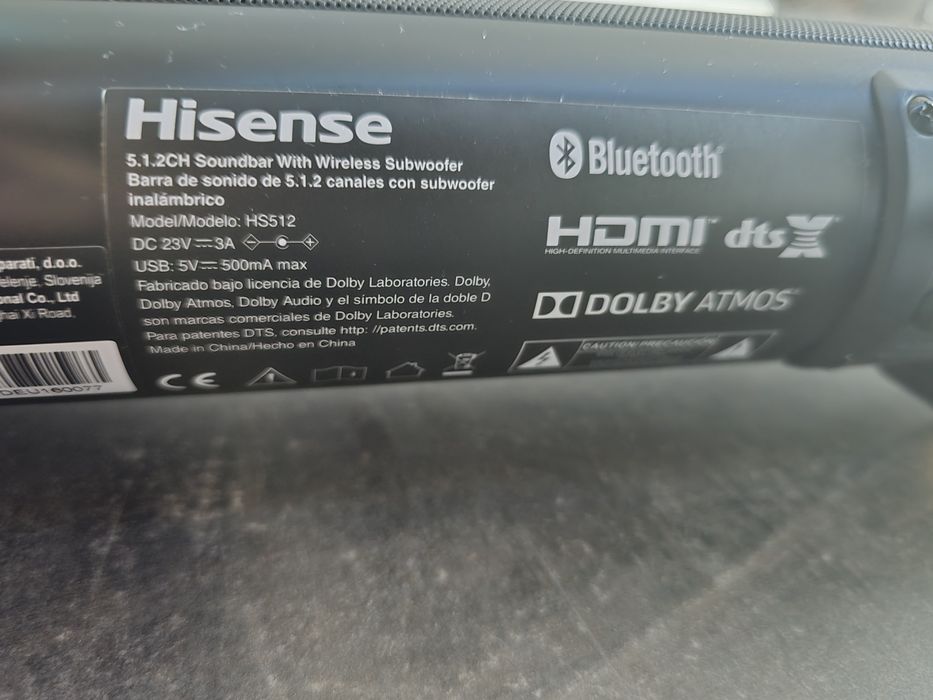 Hisense
5.1.2CH Soundbar With Wireless Subwoofer
Barra de sonido de 5.1.2 canales con subwoofer
inalámbrico
Model/Modelo: HS512
DC 23V⎓3A
USB: 5V⎓500mA max
Fabricado bajo licencia de Dolby Laboratories. Dolby,
Dolby Atmos, Dolby Audio y el símbolo de la doble D
son marcas comerciales de Dolby Laboratories.
Para patentes DTS, consulte http: //patents.dts.com.
Made in China/Hecho en China
CE
Bluetooth®
HDMI™ dts X
HIGH-DEFINITION MULTIMEDIA INTERFACE
DOLBY ATMOS®
CAUTION/PRECAUCIÓN
parati, d.o.o.
elenje, Slovenija
onal Co., Ltd
hai Xi Road,
DEU160077